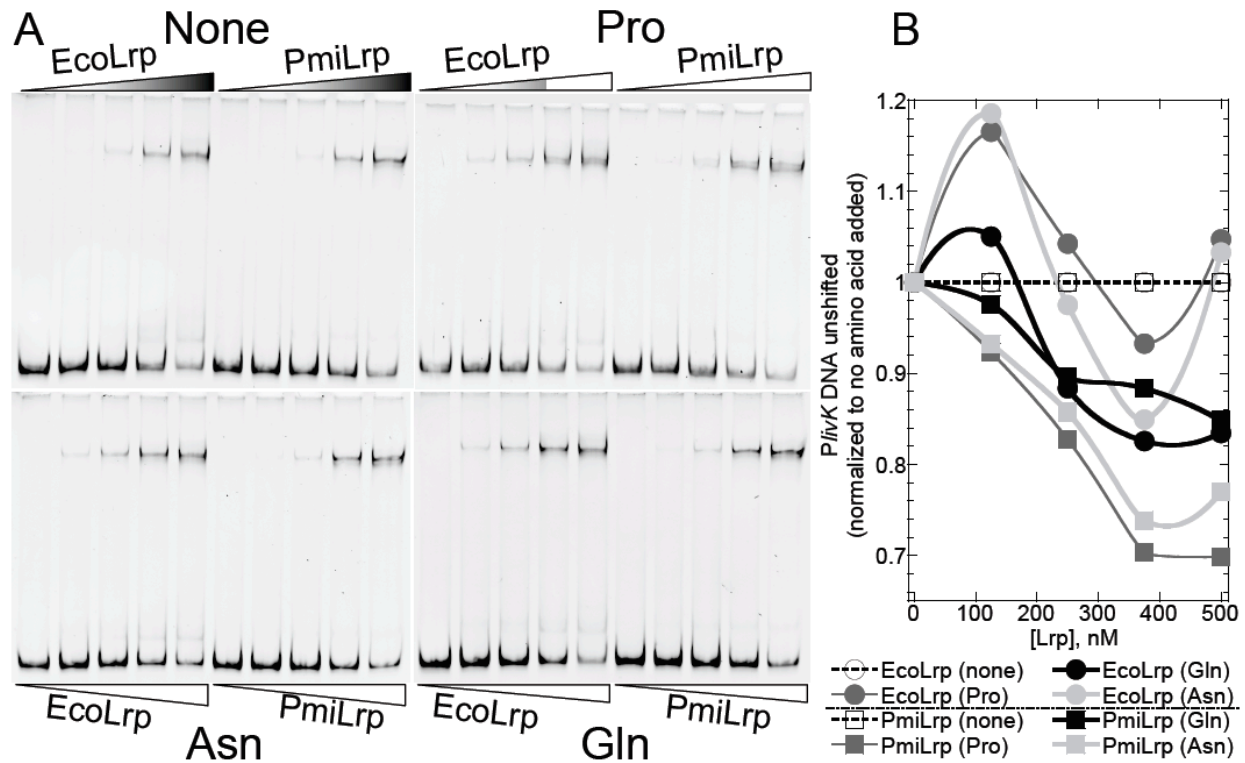 A None Pro B
EcoLrp PmiLrp EcoLrp PmiLrp
EcoLrp PmiLrp EcoLrp PmiLrp
Asn Gln
PlivK DNA unshifted
(normalized to no amino acid added)
1.2
1.1
1
0.9
0.8
0.7
0 100 200 300 400 500
[Lrp], nM
EcoLrp (none) EcoLrp (Gln)
EcoLrp (Pro) EcoLrp (Asn)
PmiLrp (none) PmiLrp (Gln)
PmiLrp (Pro) PmiLrp (Asn)